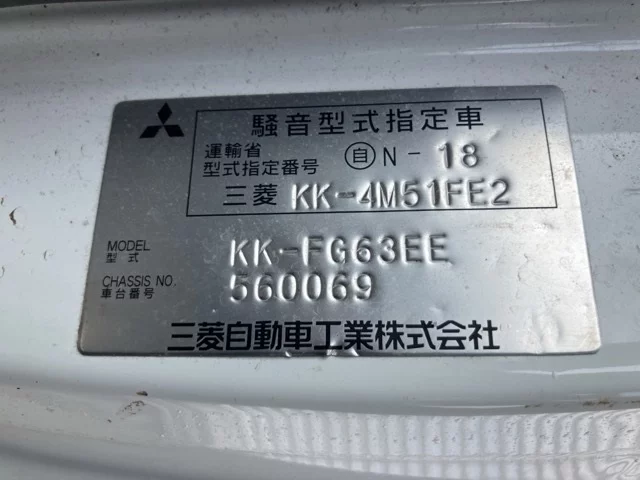 騒音型式指定車
運輸省
型式指定番号 自 N - 18
三菱 KK-4M51FE2
MODEL
型式 KK-FG63EE
CHASSIS NO.
車台番号 560069
三菱自動車工業株式会社